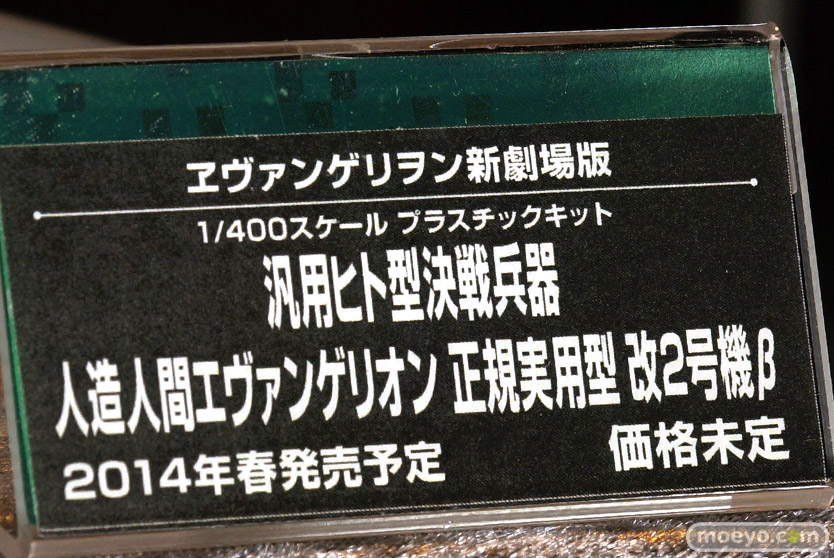 ヱヴァンゲリヲン新劇場版
1/400スケール プラスチックキット
汎用ヒト型決戦兵器
人造人間エヴァンゲリオン 正規実用型 改2号機β
2014年春発売予定 価格未定
moeyo.com